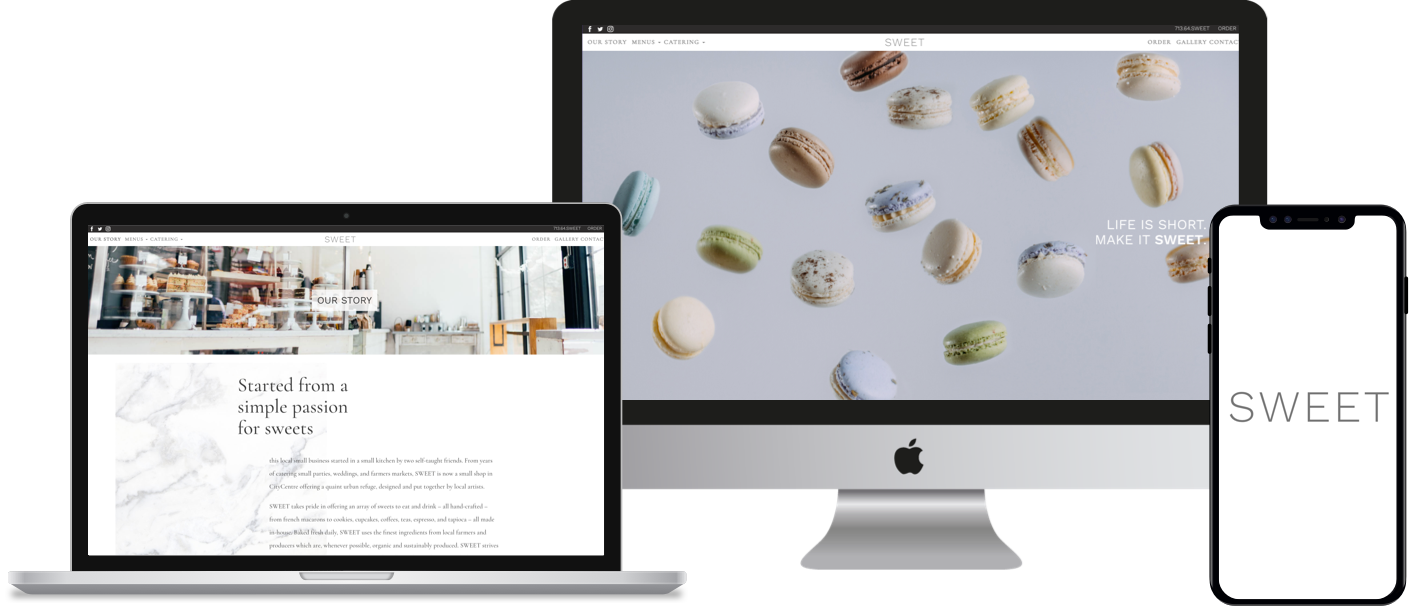 713.64.SWEET ORDER
OUR STORY MENUS + CATERING + SWEET ORDER GALLERY CONTAC
LIFE IS SHORT.
MAKE IT SWEET.
713.64.SWEET ORDER
OUR STORY MENUS + CATERING + SWEET ORDER GALLERY CONTAC
OUR STORY
Started from a
simple passion
for sweets
this local small business started in a small kitchen by two self-taught friends. From years
of catering small parties, weddings, and farmers markets, SWEET is now a small shop in
CityCentre offering a quaint urban refuge, designed and put together by local artists.
SWEET takes pride in offering an array of sweets to eat and drink – all hand-crafted –
from french macarons to cookies, cupcakes, coffees, teas, espresso, and tapioca – all made
in-house. Baked fresh daily, SWEET uses the finest ingredients from local farmers and
producers which are, whenever possible, organic and sustainably produced. SWEET strives
SWEET